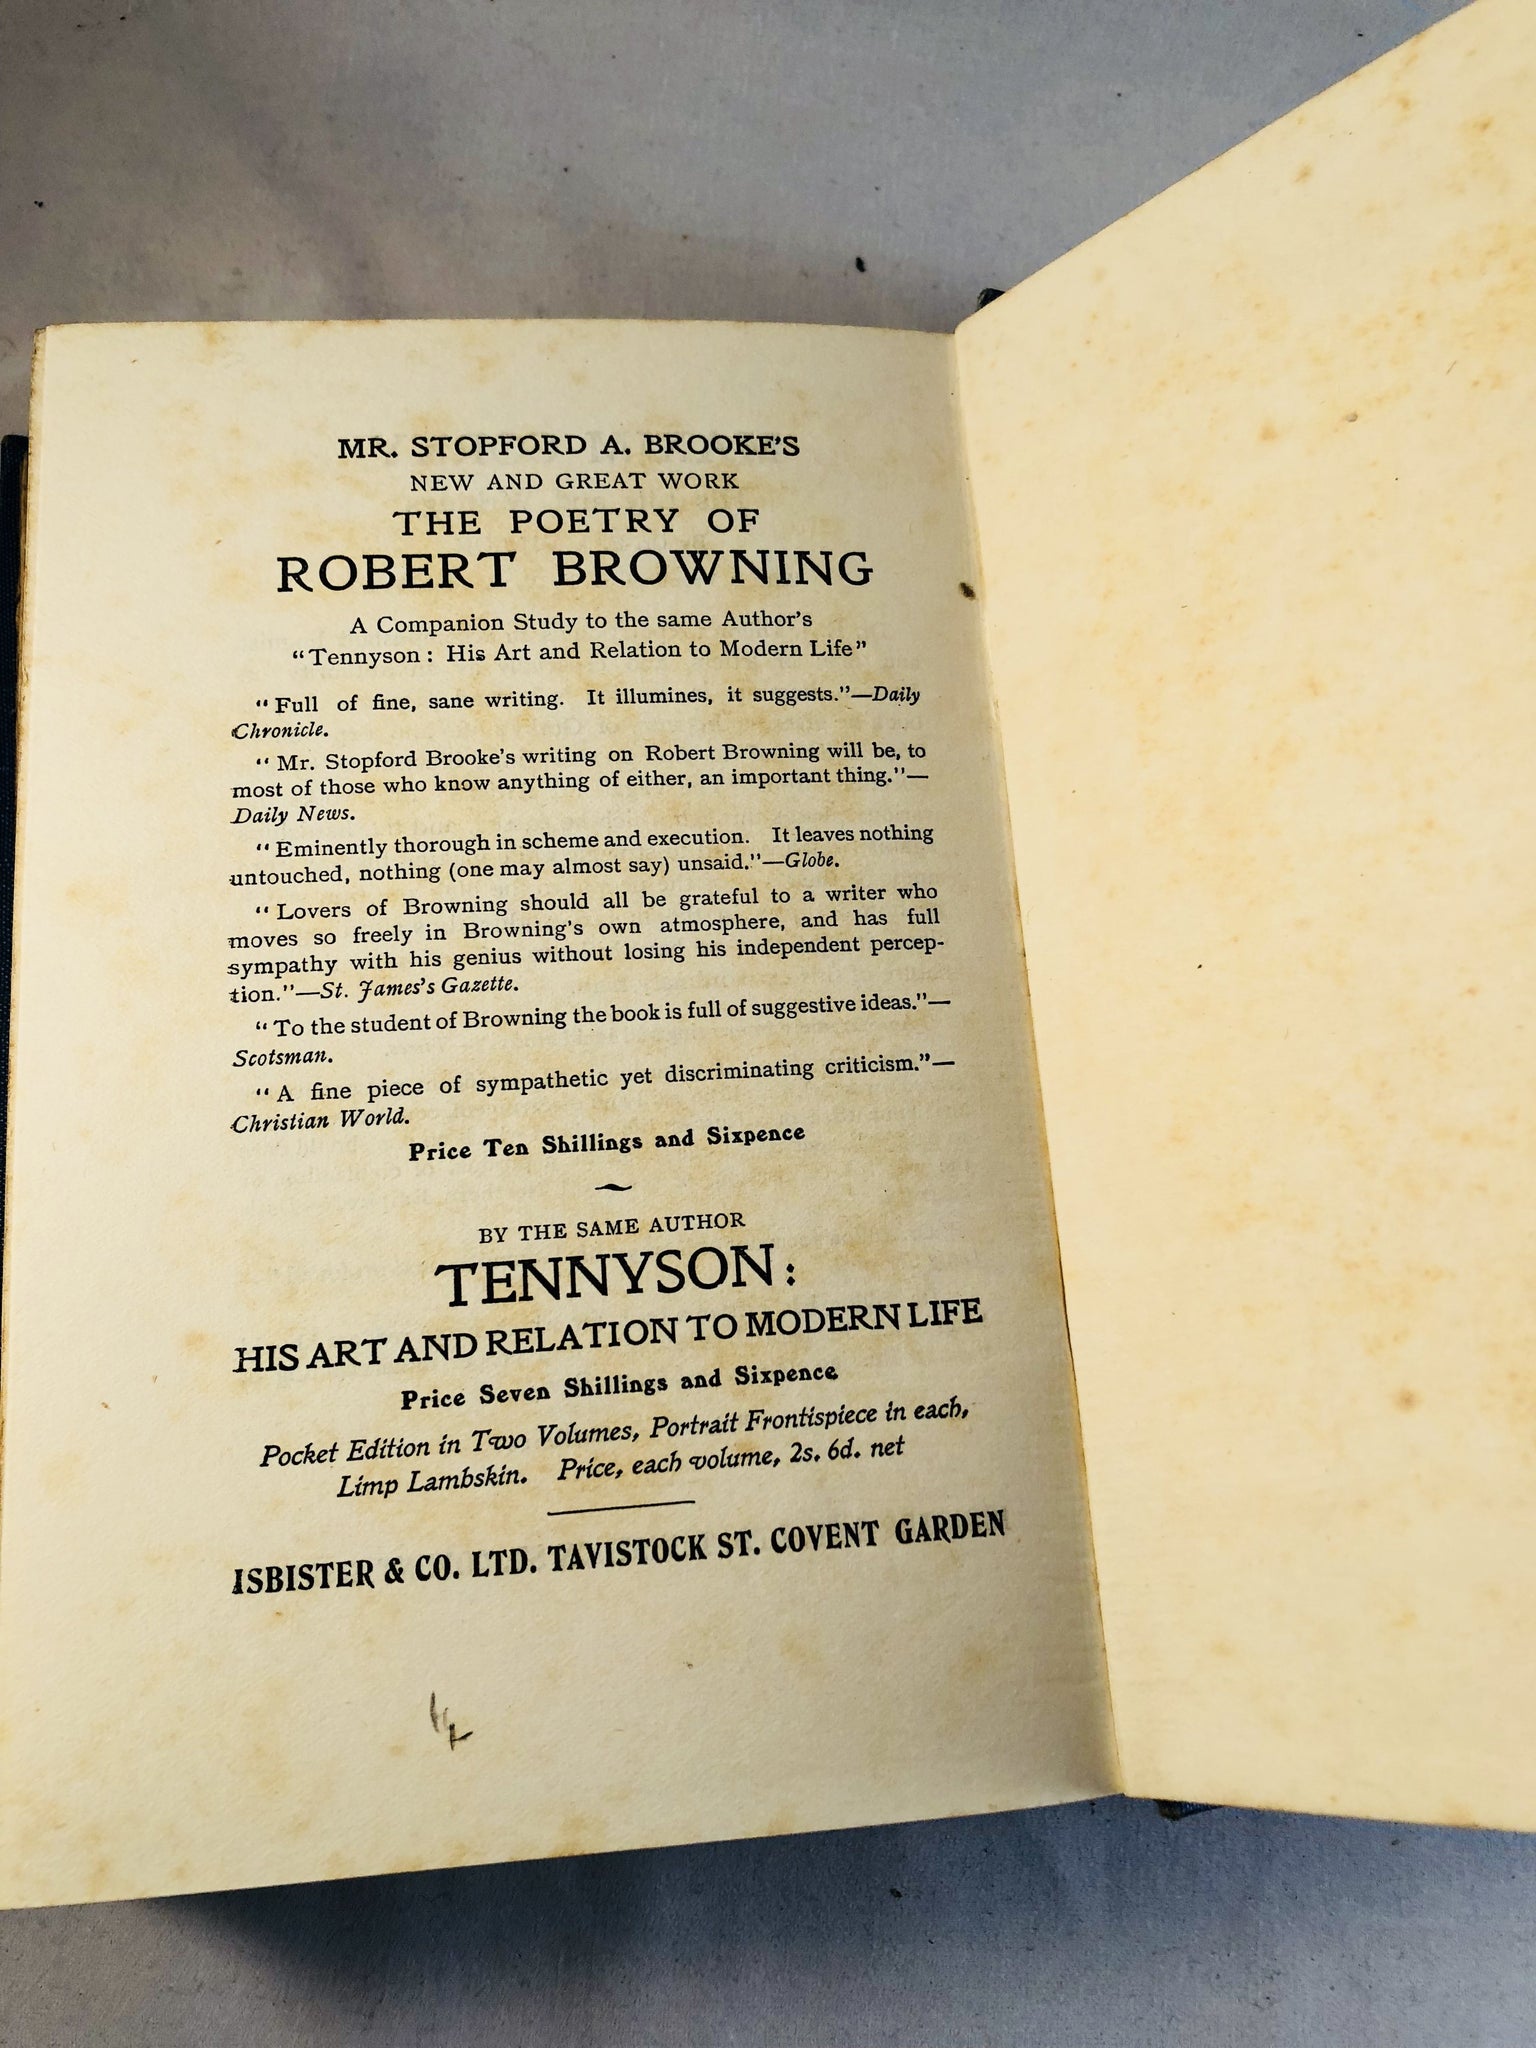 MR. STOPFORD A. BROOKE'S
NEW AND GREAT WORK
THE POETRY OF
ROBERT BROWNING
A Companion Study to the same Author's
"Tennyson: His Art and Relation to Modern Life"
"Full of fine, sane writing. It illumines, it suggests."—Daily
Chronicle.
"Mr. Stopford Brooke's writing on Robert Browning will be, to
most of those who know anything of either, an important thing."—
Daily News.
"Eminently thorough in scheme and execution. It leaves nothing
untouched, nothing (one may almost say) unsaid."—Globe.
"Lovers of Browning should all be grateful to a writer who
moves so freely in Browning's own atmosphere, and has full
sympathy with his genius without losing his independent percep-
tion."—St. James's Gazette.
"To the student of Browning the book is full of suggestive ideas."—
Scotsman.
"A fine piece of sympathetic yet discriminating criticism."—
Christian World.
Price Ten Shillings and Sixpence
BY THE SAME AUTHOR
TENNYSON:
HIS ART AND RELATION TO MODERN LIFE
Price Seven Shillings and Sixpence
Pocket Edition in Two Volumes, Portrait Frontispiece in each,
Limp Lambskin. Price, each volume, 2s. 6d. net
ISBISTER & CO. LTD. TAVISTOCK ST. COVENT GARDEN